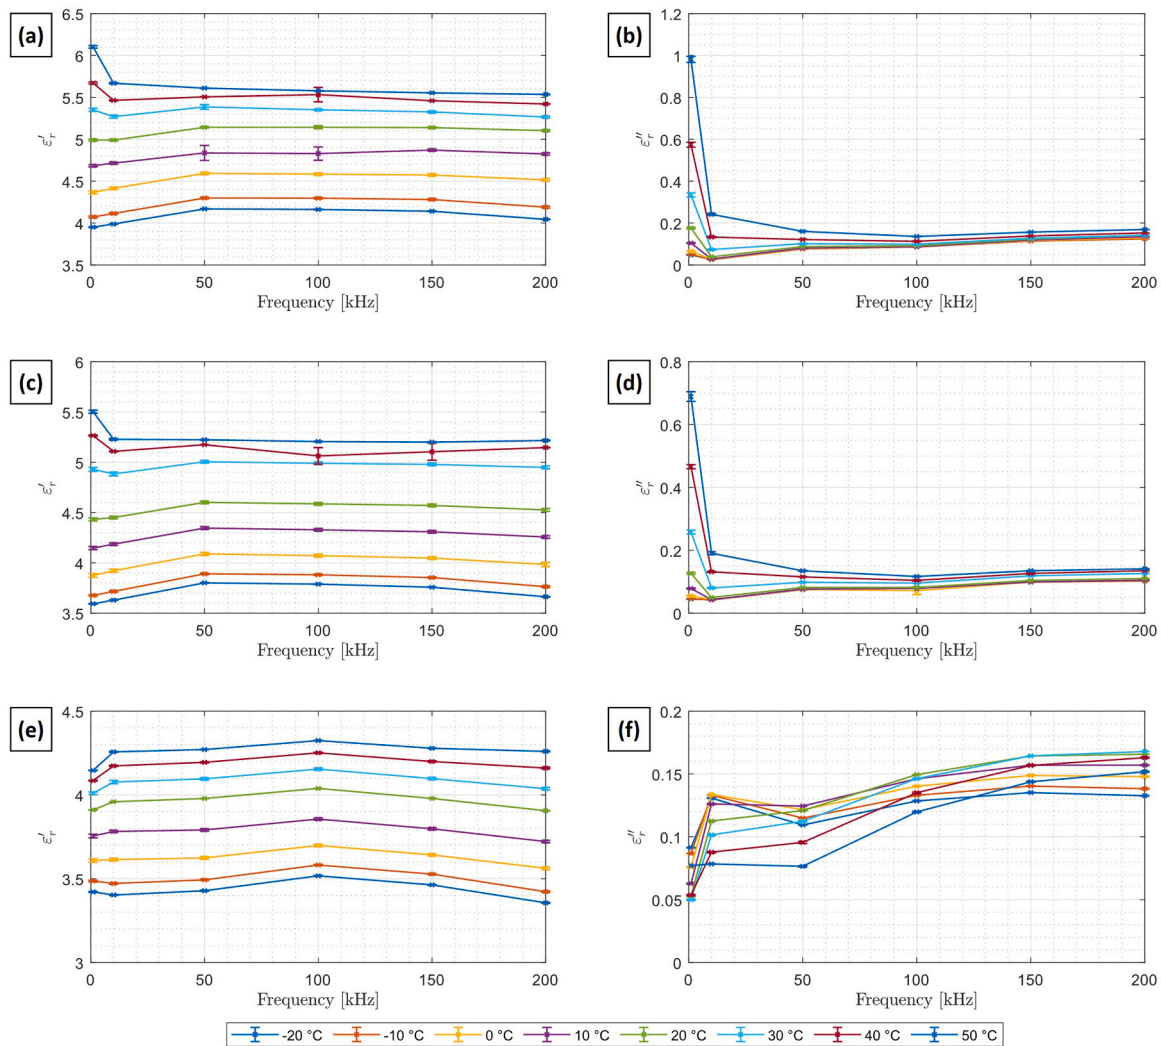 (a)
6.5
6
5.5
5
4.5
4
3.5
ε′r
0 50 100 150 200
Frequency [kHz]
(b)
1.2
1
0.8
0.6
0.4
0.2
0
ε″r
0 50 100 150 200
Frequency [kHz]
(c)
6
5.5
5
4.5
4
3.5
ε′r
0 50 100 150 200
Frequency [kHz]
(d)
0.8
0.6
0.4
0.2
0
ε″r
0 50 100 150 200
Frequency [kHz]
(e)
4.5
4
3.5
3
ε′r
0 50 100 150 200
Frequency [kHz]
(f)
0.2
0.15
0.1
0.05
0
ε″r
0 50 100 150 200
Frequency [kHz]
-20 °C -10 °C 0 °C 10 °C 20 °C 30 °C 40 °C 50 °C